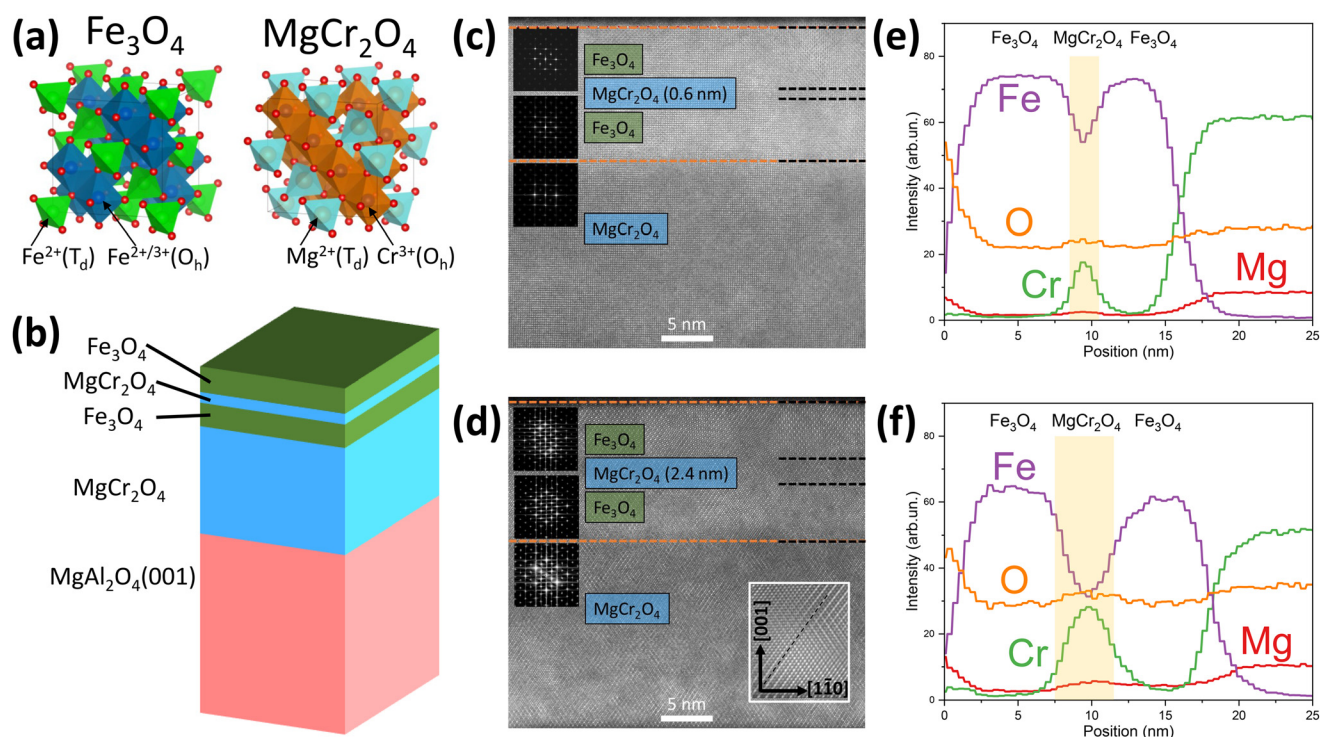 (a)
Fe₃O₄
MgCr₂O₄
Fe²⁺(T_d)
Fe²⁺/³⁺(O_h)
Mg²⁺(T_d)
Cr³⁺(O_h)
(b)
Fe₃O₄
MgCr₂O₄
Fe₃O₄
MgCr₂O₄
MgAl₂O₄(001)
(c)
Fe₃O₄
MgCr₂O₄ (0.6 nm)
Fe₃O₄
MgCr₂O₄
5 nm
(d)
Fe₃O₄
MgCr₂O₄ (2.4 nm)
Fe₃O₄
MgCr₂O₄
[001]
[11̄0]
5 nm
(e)
Fe₃O₄ MgCr₂O₄ Fe₃O₄
Fe
O
Cr
Mg
Intensity (arb.un.)
80
60
40
20
0
0 5 10 15 20 25
Position (nm)
(f)
Fe₃O₄ MgCr₂O₄ Fe₃O₄
Fe
O
Cr
Mg
Intensity (arb.un.)
80
60
40
20
0
0 5 10 15 20 25
Position (nm)